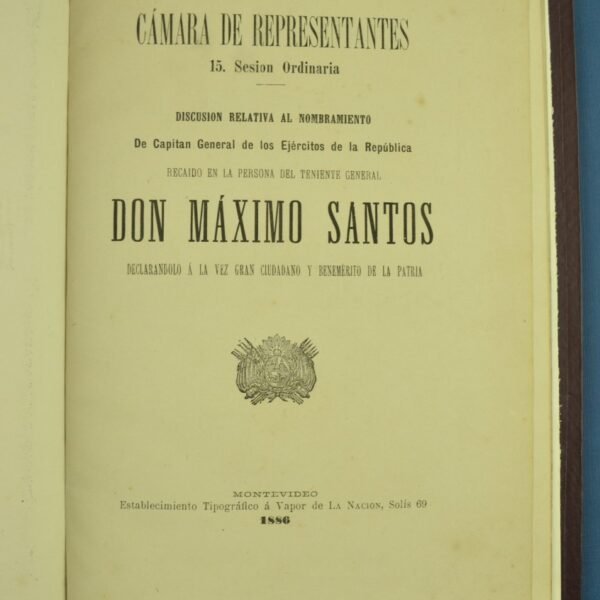 CÁMARA DE REPRESENTANTES
15. Sesion Ordinaria
DISCUSION RELATIVA AL NOMBRAMIENTO
De Capitan General de los Ejércitos de la República
RECAIDO EN LA PERSONA DEL TENIENTE GENERAL
DON MÁXIMO SANTOS
DECLARANDOLO Á LA VEZ GRAN CIUDADANO Y BENEMÉRITO DE LA PATRIA
MONTEVIDEO
Establecimiento Tipográfico á Vapor de LA NACION, Solís 69
1886